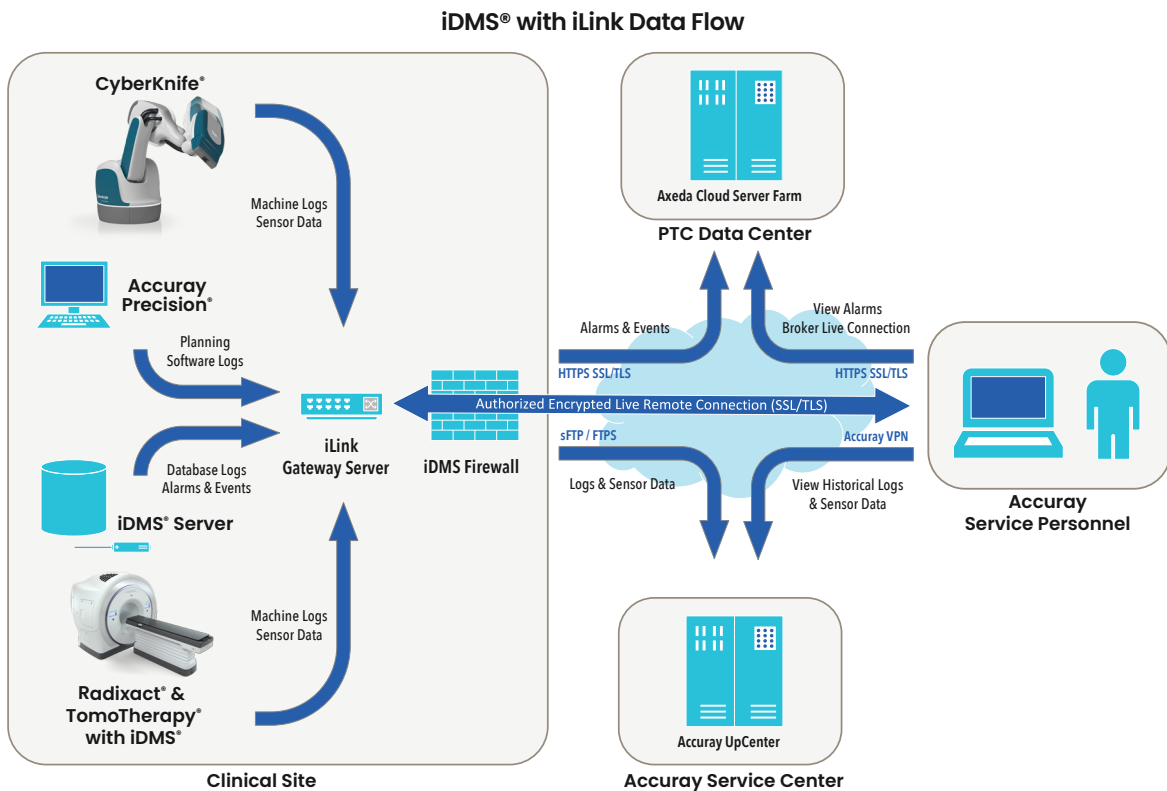 iDMS® with iLink Data Flow
CyberKnife®
Machine Logs
Sensor Data
Accuray
Precision®
Planning
Software Logs
iLink
Gateway Server
iDMS Firewall
Database Logs
Alarms & Events
iDMS® Server
Machine Logs
Sensor Data
Radixact® &
TomoTherapy®
with iDMS®
Clinical Site
Axeda Cloud Server Farm
PTC Data Center
Alarms & Events
HTTPS SSL/TLS
View Alarms
Broker Live Connection
HTTPS SSL/TLS
Authorized Encrypted Live Remote Connection (SSL/TLS)
sFTP / FTPS
Logs & Sensor Data
Accuray VPN
View Historical Logs
& Sensor Data
Accuray
Service Personnel
Accuray UpCenter
Accuray Service Center